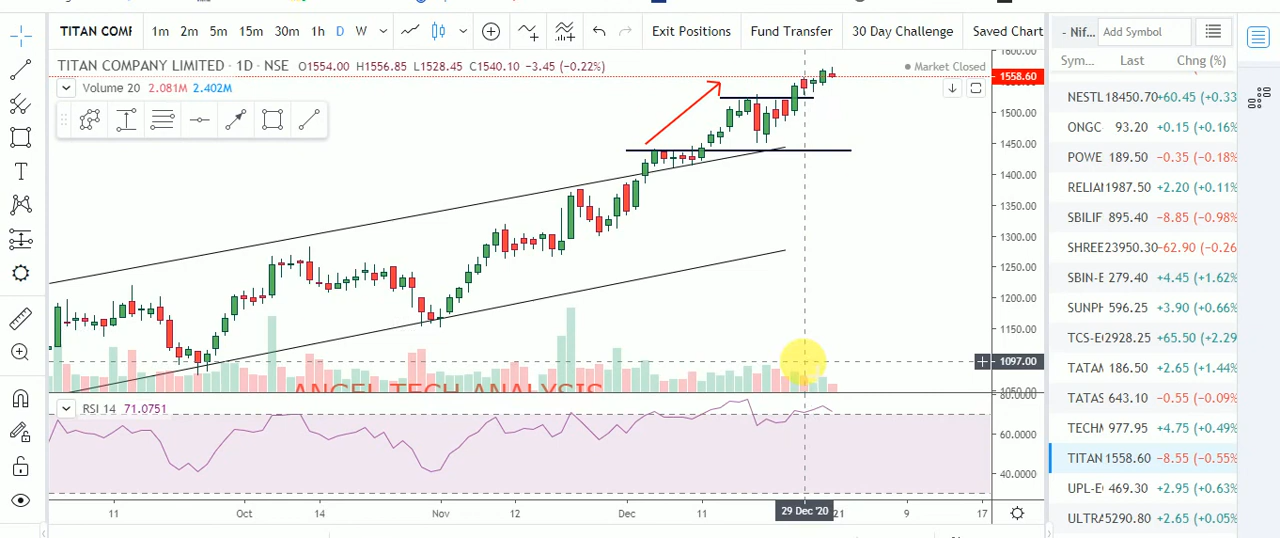 TITAN COMF 1m 2m 5m 15m 30m 1h D W Exit Positions Fund Transfer 30 Day Challenge Saved Chart
- Nif... Add Symbol
TITAN COMPANY LIMITED · 1D · NSE O1554.00 H1556.85 L1528.45 C1540.10 -3.45 (-0.22%)
Market Closed
Volume 20 2.081M 2.402M
1600.00
1558.60
1500.00
1450.00
1400.00
1350.00
1300.00
1250.00
1200.00
1150.00
1097.00
1050.00
ANGEL TECH ANALYSIS
RSI 14 71.0751
80.0000
60.0000
40.0000
11 Oct 14 Nov 12 Dec 11 29 Dec '20 21 9 17
Sym... Last Chng (%)
NESTL 18450.70 +60.45 (+0.33
ONGC 93.20 +0.15 (+0.16%
POWE 189.50 -0.35 (-0.18%
RELIAI 1987.50 +2.20 (+0.11%
SBILIF 895.40 -8.85 (-0.98%
SHREE 23950.30 -62.90 (-0.26
SBIN-E 279.40 +4.45 (+1.62%
SUNPH 596.25 +3.90 (+0.66%
TCS-E 2928.25 +65.50 (+2.29
TATAM 186.50 +2.65 (+1.44%
TATAS 643.10 -0.55 (-0.09%
TECHM 977.95 +4.75 (+0.49%
TITAN 1558.60 -8.55 (-0.55%
UPL-E 469.30 +2.95 (+0.63%
ULTRA 5290.80 +2.65 (+0.05%